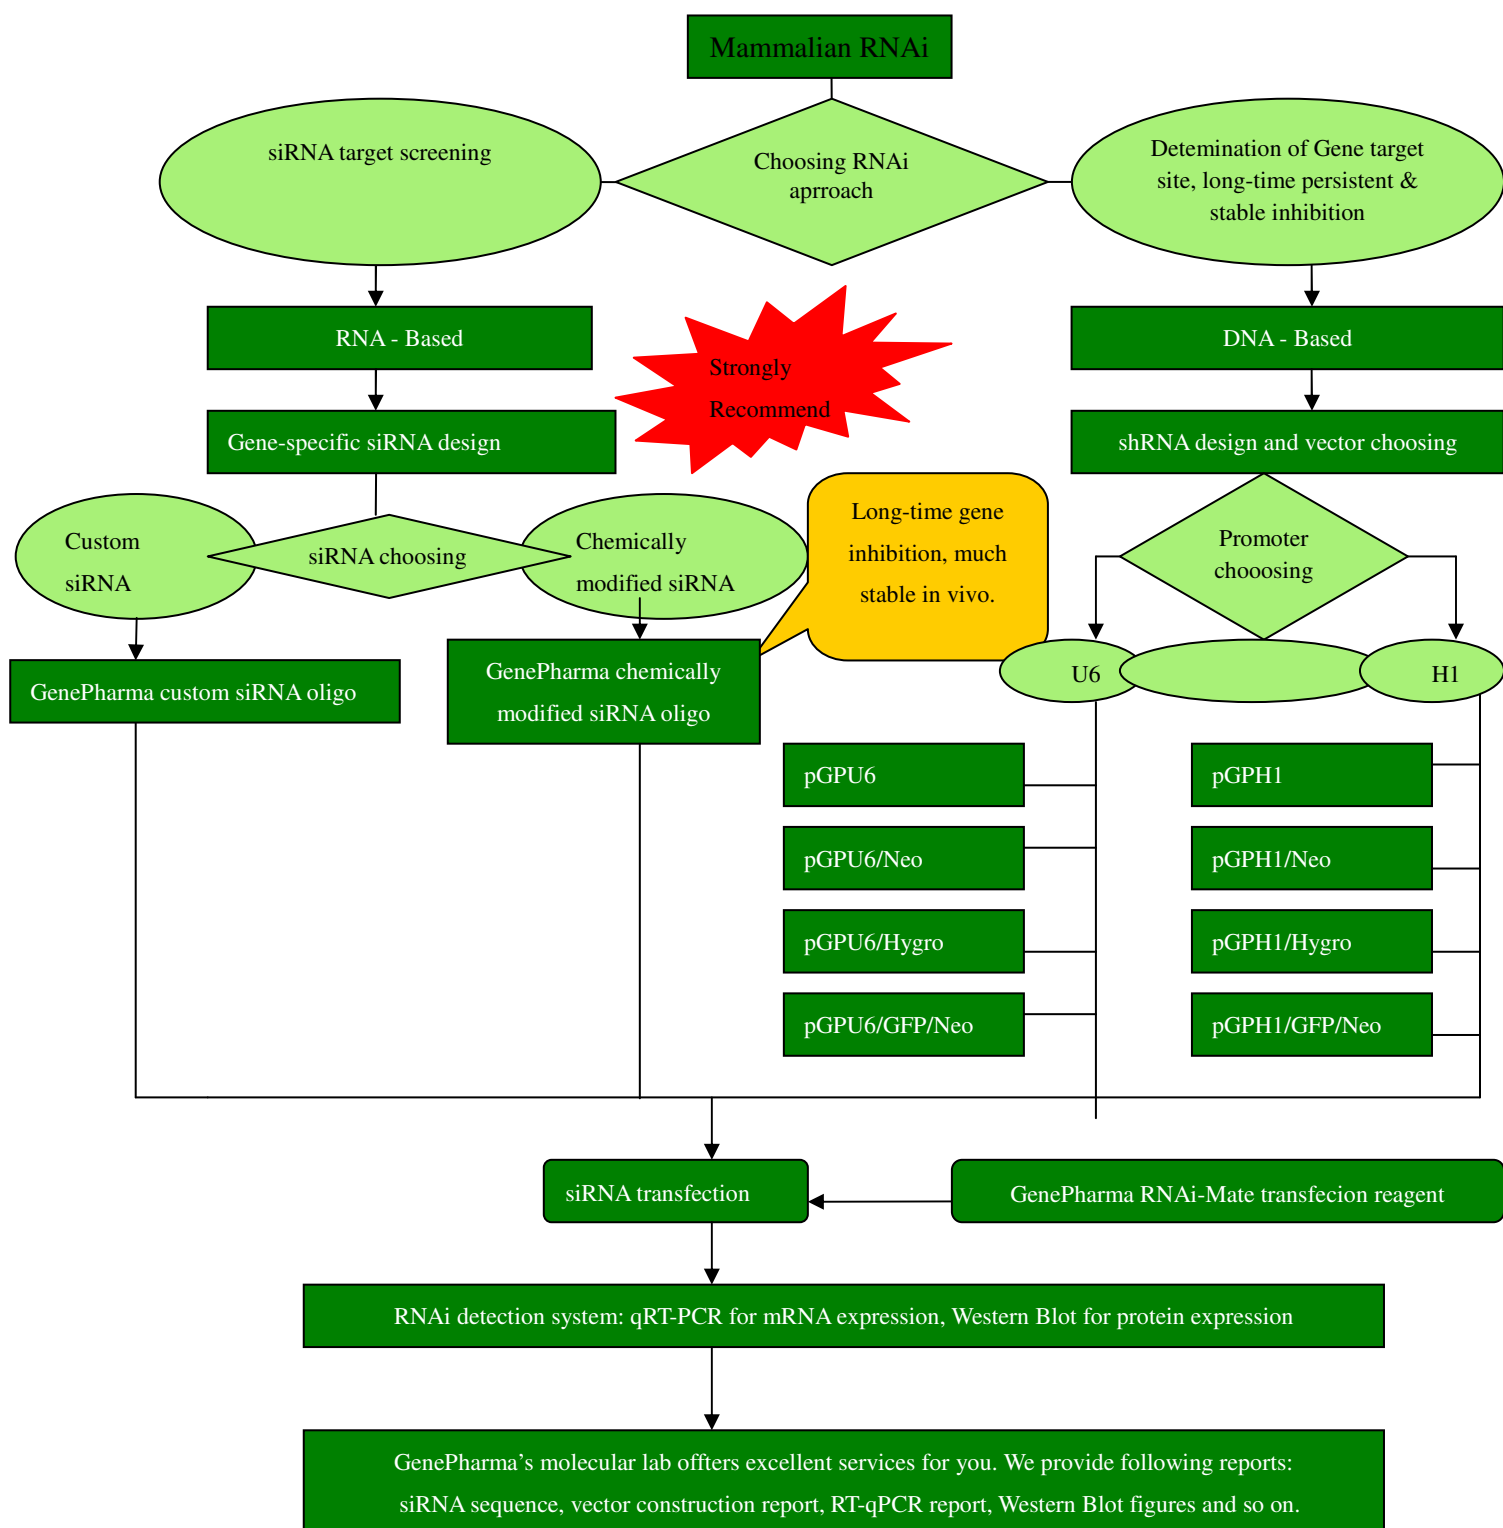 Mammalian RNAi
siRNA target screening
Choosing RNAi
aprroach
Detemination of Gene target
site, long-time persistent &
stable inhibition
RNA - Based
Strongly
Recommend
DNA - Based
Gene-specific siRNA design
shRNA design and vector choosing
Custom
siRNA
siRNA choosing
Chemically
modified siRNA
Long-time gene
inhibition, much
stable in vivo.
Promoter
chooosing
GenePharma custom siRNA oligo
GenePharma chemically
modified siRNA oligo
U6
H1
pGPU6
pGPH1
pGPU6/Neo
pGPH1/Neo
pGPU6/Hygro
pGPH1/Hygro
pGPU6/GFP/Neo
pGPH1/GFP/Neo
siRNA transfection
GenePharma RNAi-Mate transfecion reagent
RNAi detection system: qRT-PCR for mRNA expression, Western Blot for protein expression
GenePharma’s molecular lab offters excellent services for you. We provide following reports:
siRNA sequence, vector construction report, RT-qPCR report, Western Blot figures and so on.